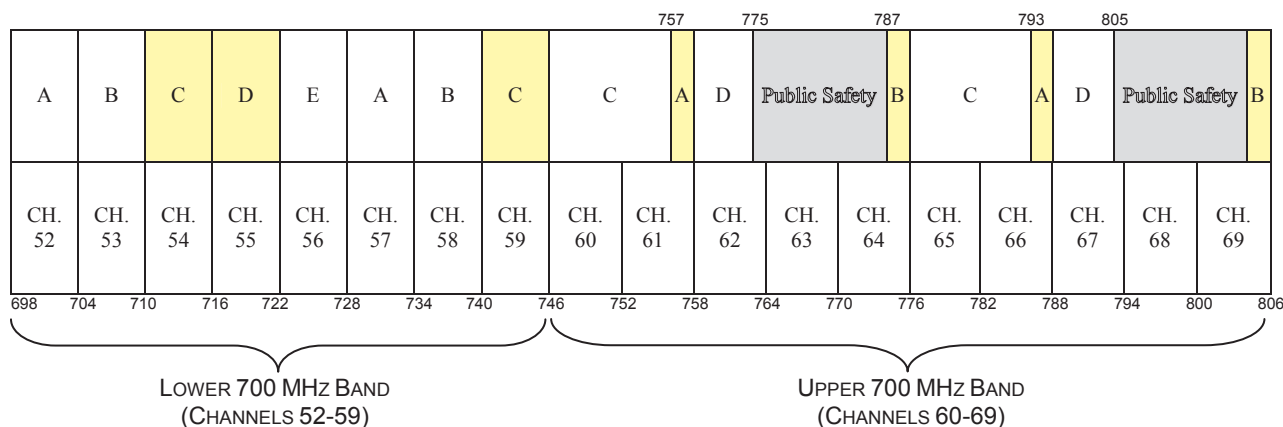 757 775 787 793 805
A B C D E A B C C A D Public Safety B C A D Public Safety B
CH. 52 CH. 53 CH. 54 CH. 55 CH. 56 CH. 57 CH. 58 CH. 59 CH. 60 CH. 61 CH. 62 CH. 63 CH. 64 CH. 65 CH. 66 CH. 67 CH. 68 CH. 69
698 704 710 716 722 728 734 740 746 752 758 764 770 776 782 788 794 800 806
LOWER 700 MHZ BAND
(CHANNELS 52-59)
UPPER 700 MHZ BAND
(CHANNELS 60-69)